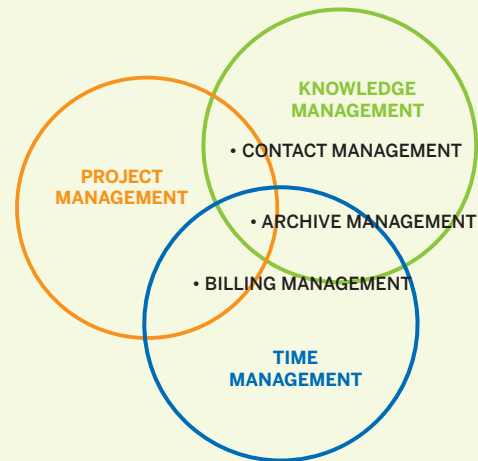 KNOWLEDGE
MANAGEMENT
• CONTACT MANAGEMENT
PROJECT
MANAGEMENT
• ARCHIVE MANAGEMENT
• BILLING MANAGEMENT
TIME
MANAGEMENT